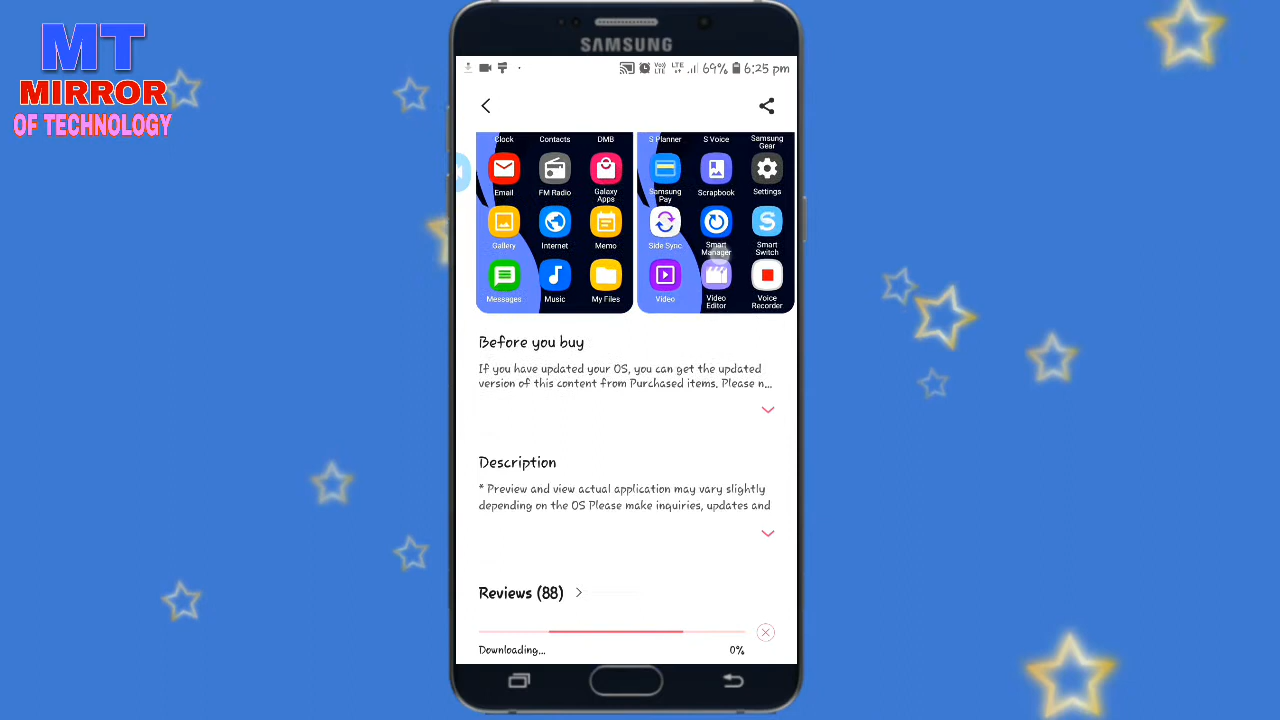 MT
MIRROR
OF TECHNOLOGY
SAMSUNG
VoI) LTE LTE 69% 6:25 pm
Clock Contacts DMB S Planner S Voice Samsung Gear
Email FM Radio Galaxy Apps Samsung Pay Scrapbook Settings
Gallery Internet Memo Side Sync Smart Manager Smart Switch
Messages Music My Files Video Video Editor Voice Recorder
Before you buy
If you have updated your OS, you can get the updated
version of this content from Purchased items. Please n...
Description
* Preview and view actual application may vary slightly
depending on the OS Please make inquiries, updates and
Reviews (88)
Downloading... 0%